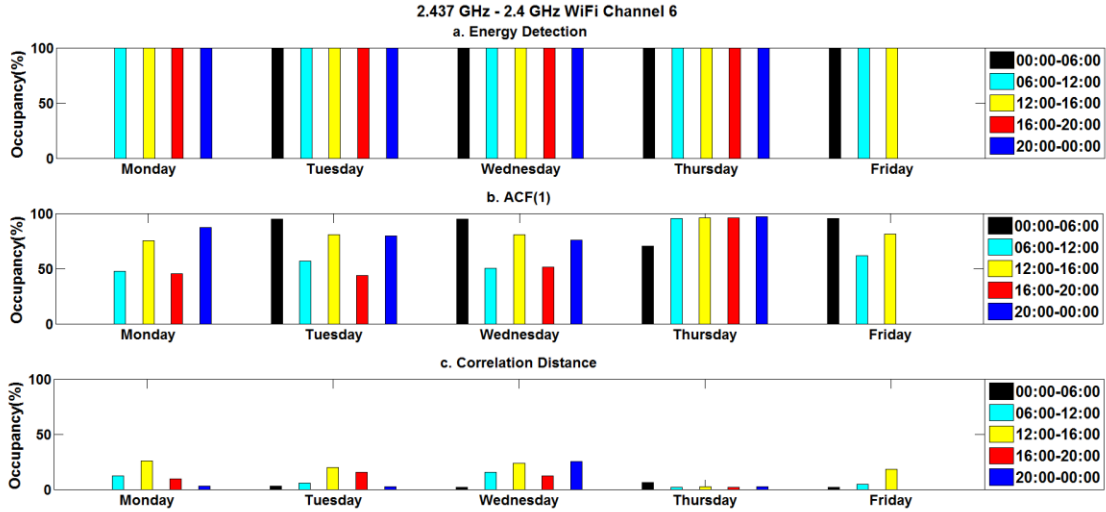 2.437 GHz - 2.4 GHz WiFi Channel 6
a. Energy Detection
Occupancy(%)
100
50
0
Monday Tuesday Wednesday Thursday Friday
00:00-06:00
06:00-12:00
12:00-16:00
16:00-20:00
20:00-00:00
b. ACF(1)
Occupancy(%)
100
50
0
Monday Tuesday Wednesday Thursday Friday
00:00-06:00
06:00-12:00
12:00-16:00
16:00-20:00
20:00-00:00
c. Correlation Distance
Occupancy(%)
100
50
0
Monday Tuesday Wednesday Thursday Friday
00:00-06:00
06:00-12:00
12:00-16:00
16:00-20:00
20:00-00:00